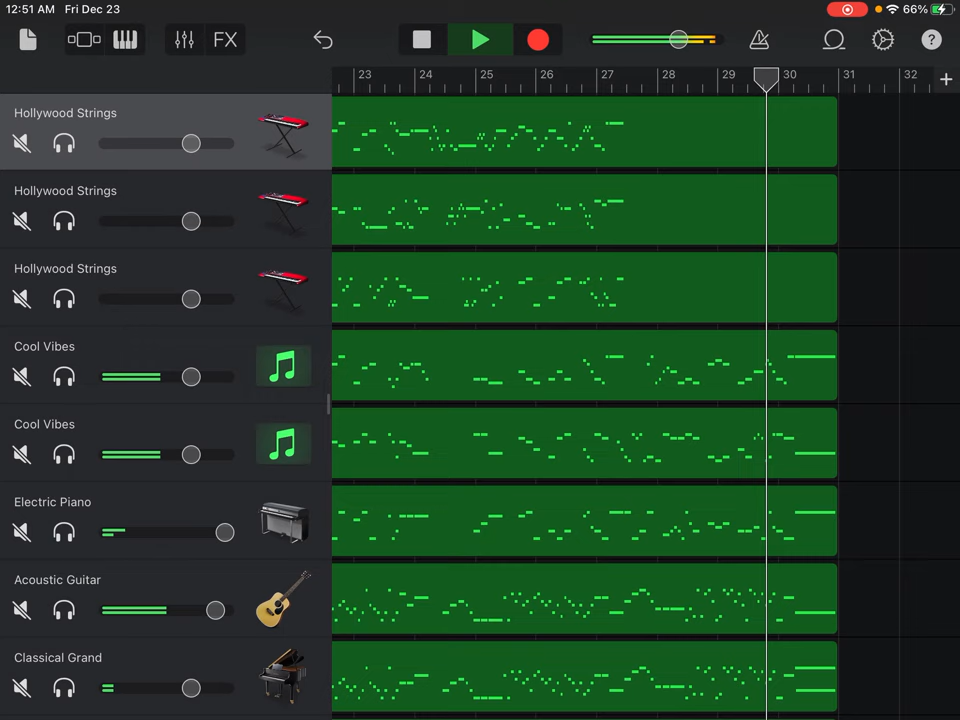 12:51 AM Fri Dec 23
66%
FX
?
23 24 25 26 27 28 29 30 31 32 +
Hollywood Strings
Hollywood Strings
Hollywood Strings
Cool Vibes
Cool Vibes
Electric Piano
Acoustic Guitar
Classical Grand